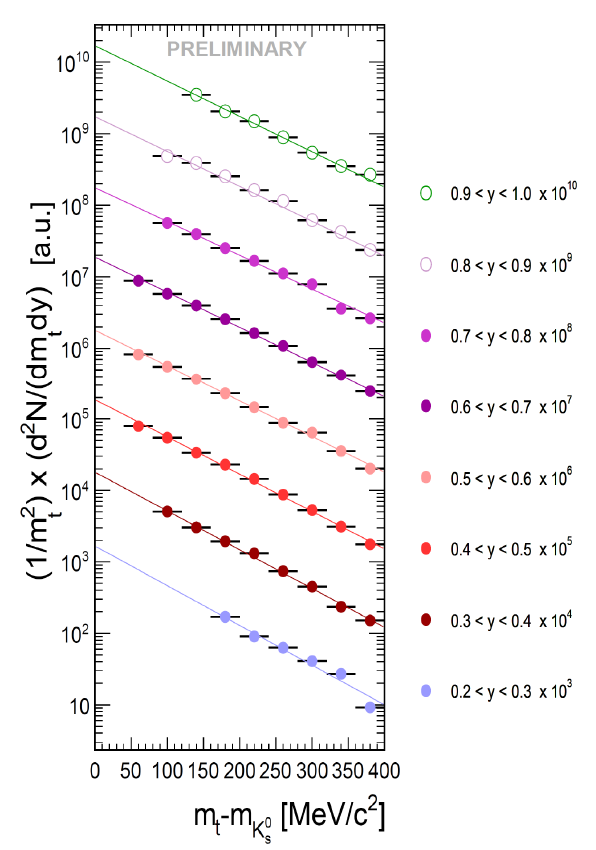 PRELIMINARY
(1/m_t^2) x (d^2N/(dm_tdy) [a.u.]
10^10
10^9
10^8
10^7
10^6
10^5
10^4
10^3
10^2
10
0 50 100 150 200 250 300 350 400
m_t-m_{K_s^0} [MeV/c^2]
0.9 < y < 1.0 x 10^10
0.8 < y < 0.9 x 10^9
0.7 < y < 0.8 x 10^8
0.6 < y < 0.7 x 10^7
0.5 < y < 0.6 x 10^6
0.4 < y < 0.5 x 10^5
0.3 < y < 0.4 x 10^4
0.2 < y < 0.3 x 10^3